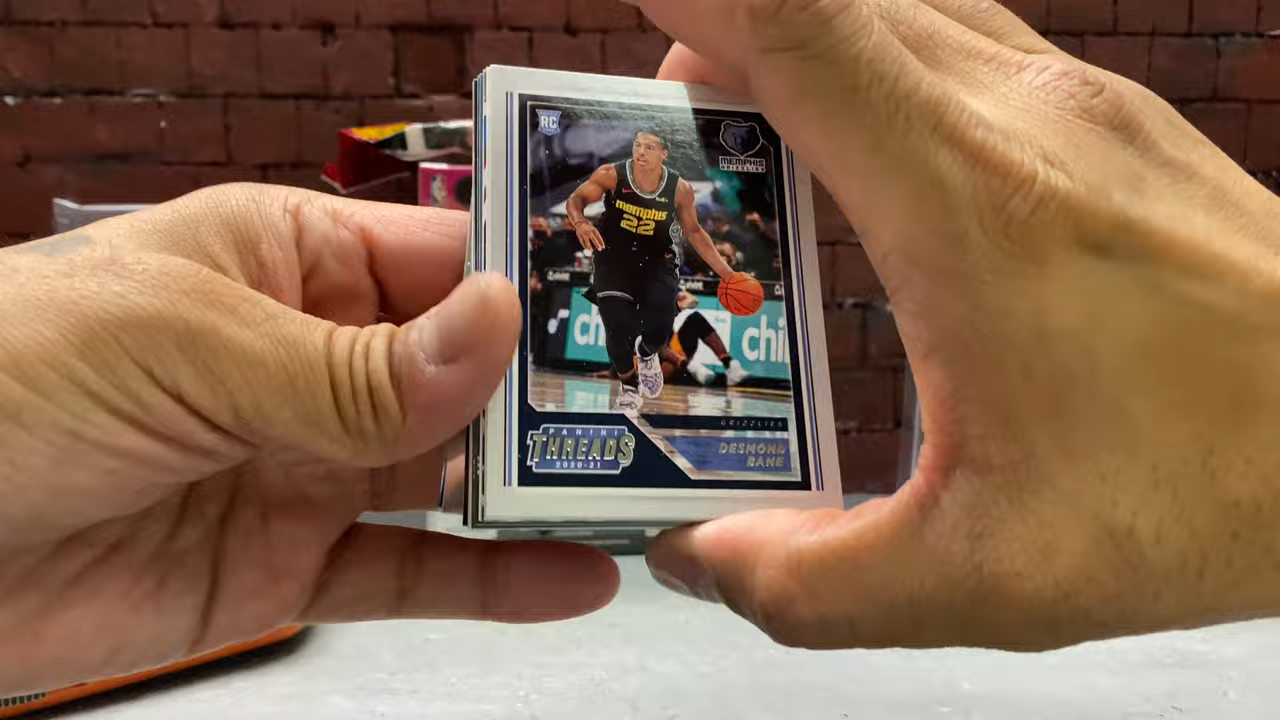 RC
MEMPHIS
GRIZZLIES
memphis
22
chi
chi
GRIZZLIES
PANINI
THREADS
2020-21
DESMOND
BANE